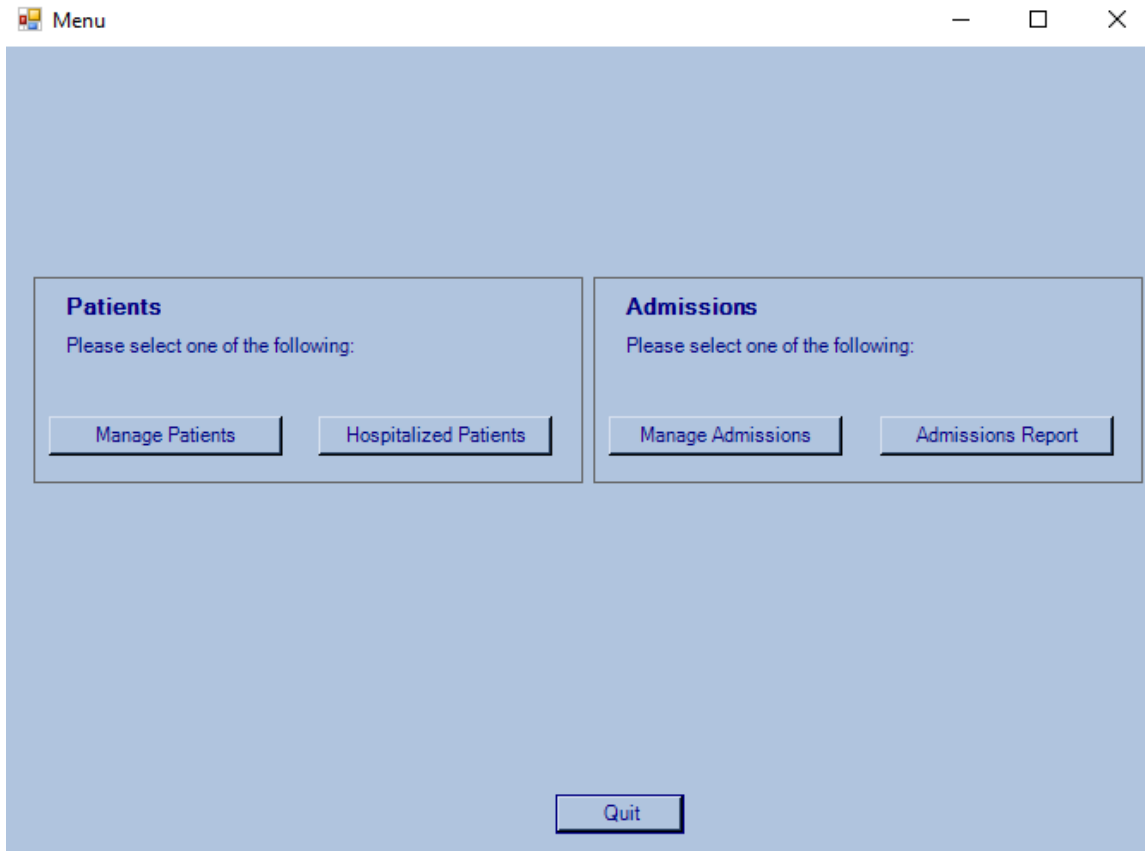 Menu
Patients
Please select one of the following:
Manage Patients
Hospitalized Patients
Admissions
Please select one of the following:
Manage Admissions
Admissions Report
Quit